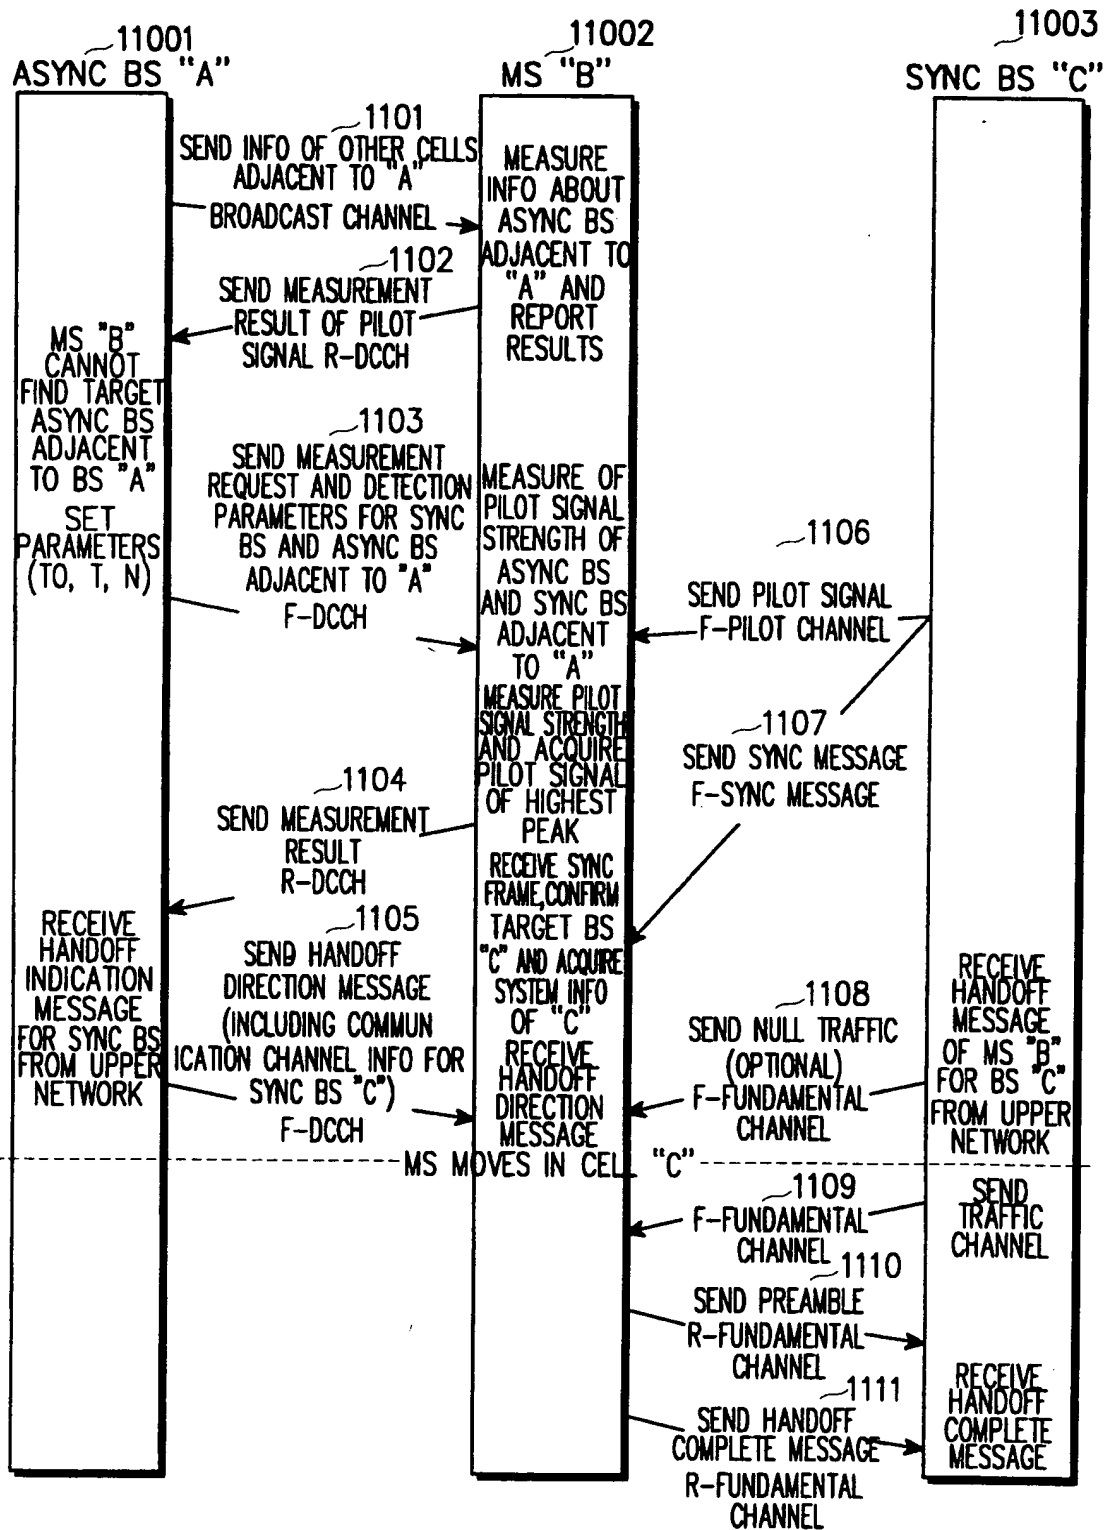 11001
ASYNC BS "A"
11002
MS "B"
11003
SYNC BS "C"
1101
SEND INFO OF OTHER CELLS
ADJACENT TO "A"
BROADCAST CHANNEL
1102
SEND MEASUREMENT
RESULT OF PILOT
SIGNAL R-DCCH
MEASURE
INFO ABOUT
ASYNC BS
ADJACENT TO
"A" AND
REPORT
RESULTS
MS "B"
CANNOT
FIND TARGET
ASYNC BS
ADJACENT
TO BS "A"
SET
PARAMETERS
(TO, T, N)
1103
SEND MEASUREMENT
REQUEST AND DETECTION
PARAMETERS FOR SYNC
BS AND ASYNC BS
ADJACENT TO "A"
F-DCCH
MEASURE OF
PILOT SIGNAL
STRENGTH OF
ASYNC BS
AND SYNC BS
ADJACENT
TO "A"
MEASURE PILOT
SIGNAL STRENGTH
AND ACQUIRE
PILOT SIGNAL
OF HIGHEST
PEAK
RECEIVE SYNC
FRAME,CONFIRM
TARGET BS
"C" AND ACQUIRE
SYSTEM INFO
OF "C"
RECEIVE
HANDOFF
DIRECTION
MESSAGE
1106
SEND PILOT SIGNAL
F-PILOT CHANNEL
1107
SEND SYNC MESSAGE
F-SYNC MESSAGE
1104
SEND MEASUREMENT
RESULT
R-DCCH
RECEIVE
HANDOFF
INDICATION
MESSAGE
FOR SYNC BS
FROM UPPER
NETWORK
1105
SEND HANDOFF
DIRECTION MESSAGE
(INCLUDING COMMUN
ICATION CHANNEL INFO FOR
SYNC BS "C")
F-DCCH
1108
SEND NULL TRAFFIC
(OPTIONAL)
F-FUNDAMENTAL
CHANNEL
RECEIVE
HANDOFF
MESSAGE
OF MS "B"
FOR BS "C"
FROM UPPER
NETWORK
MS MOVES IN CELL "C"
1109
F-FUNDAMENTAL
CHANNEL
SEND
TRAFFIC
CHANNEL
1110
SEND PREAMBLE
R-FUNDAMENTAL
CHANNEL
1111
SEND HANDOFF
COMPLETE MESSAGE
R-FUNDAMENTAL
CHANNEL
RECEIVE
HANDOFF
COMPLETE
MESSAGE